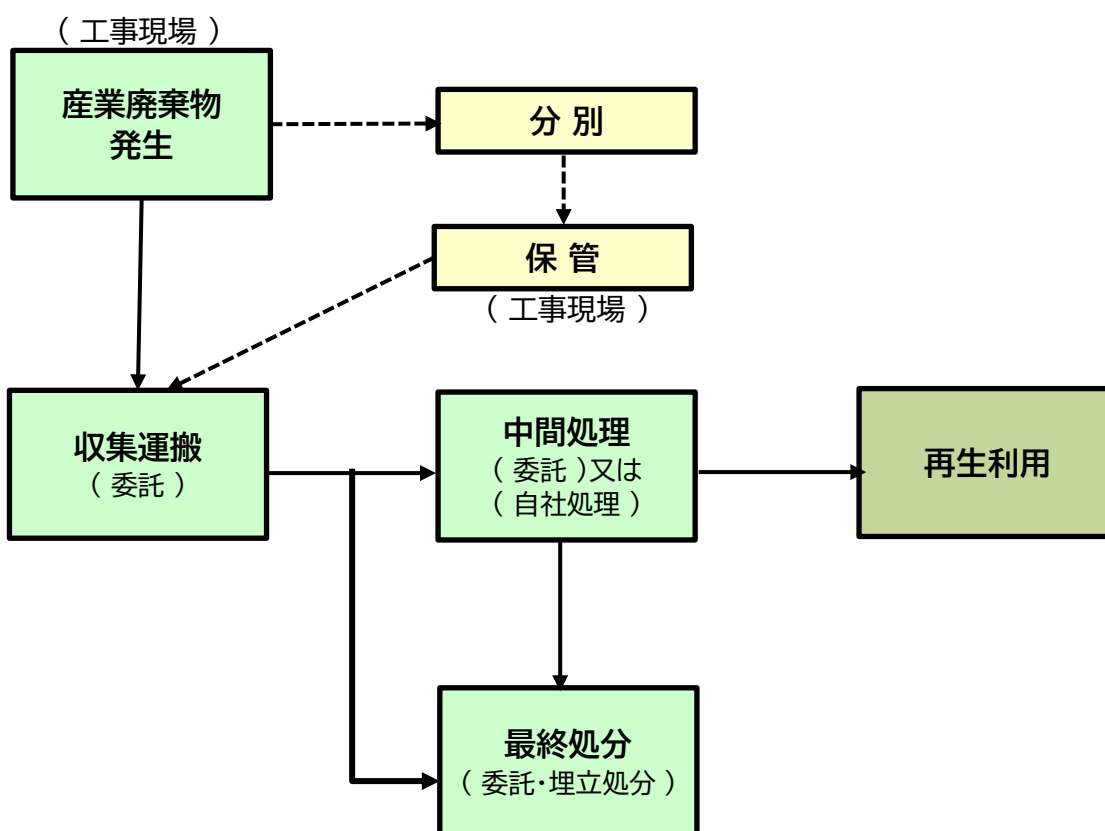 （ 工事現場 ）
産業廃棄物
発生
分 別
保 管
（ 工事現場 ）
収集運搬
（ 委託 ）
中間処理
（ 委託 ）又は
（ 自社処理 ）
再生利用
最終処分
（ 委託・埋立処分 ）